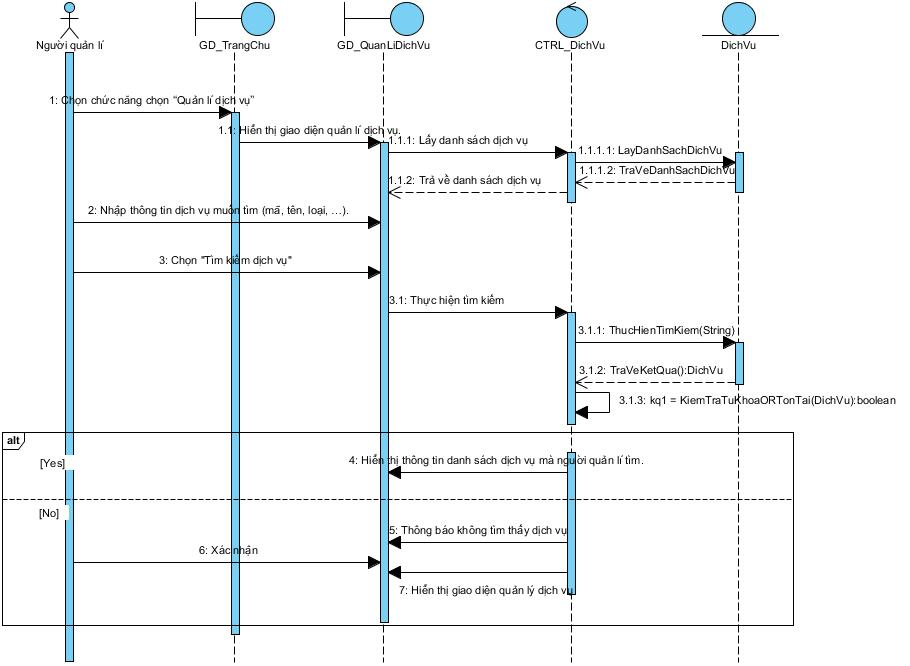 Người quản lí
GD_TrangChu
GD_QuanLiDichVu
CTRL_DichVu
DichVu
1: Chọn chức năng chọn "Quản lí dịch vụ"
1.1: Hiển thị giao diện quản lí dịch vụ.
1.1.1: Lấy danh sách dịch vụ
1.1.1.1: LayDanhSachDichVu
1.1.1.2: TraVeDanhSachDichVu
1.1.2: Trả về danh sách dịch vụ
2: Nhập thông tin dịch vụ muốn tìm (mã, tên, loại, ...).
3: Chọn "Tìm kiếm dịch vụ"
3.1: Thực hiện tìm kiếm
3.1.1: ThucHienTimKiem(String)
3.1.2: TraVeKetQua():DichVu
3.1.3: kq1 = KiemTraTuKhoaORTonTai(DichVu):boolean
alt
[Yes]
4: Hiển thị thông tin danh sách dịch vụ mà người quản lí tìm.
[No]
5: Thông báo không tìm thấy dịch vụ
6: Xác nhận
7: Hiển thị giao diện quản lý dịch vụ